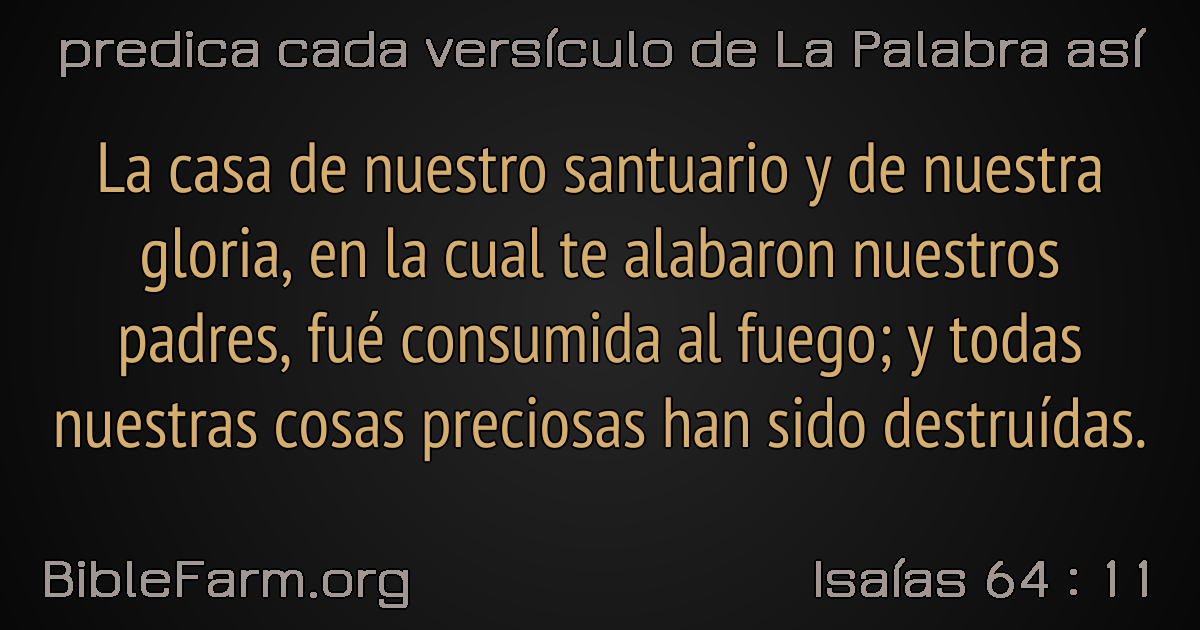 predica cada versículo de La Palabra así
La casa de nuestro santuario y de nuestra
gloria, en la cual te alabaron nuestros
padres, fué consumida al fuego; y todas
nuestras cosas preciosas han sido destruídas.
BibleFarm.org
Isaías 64 : 11